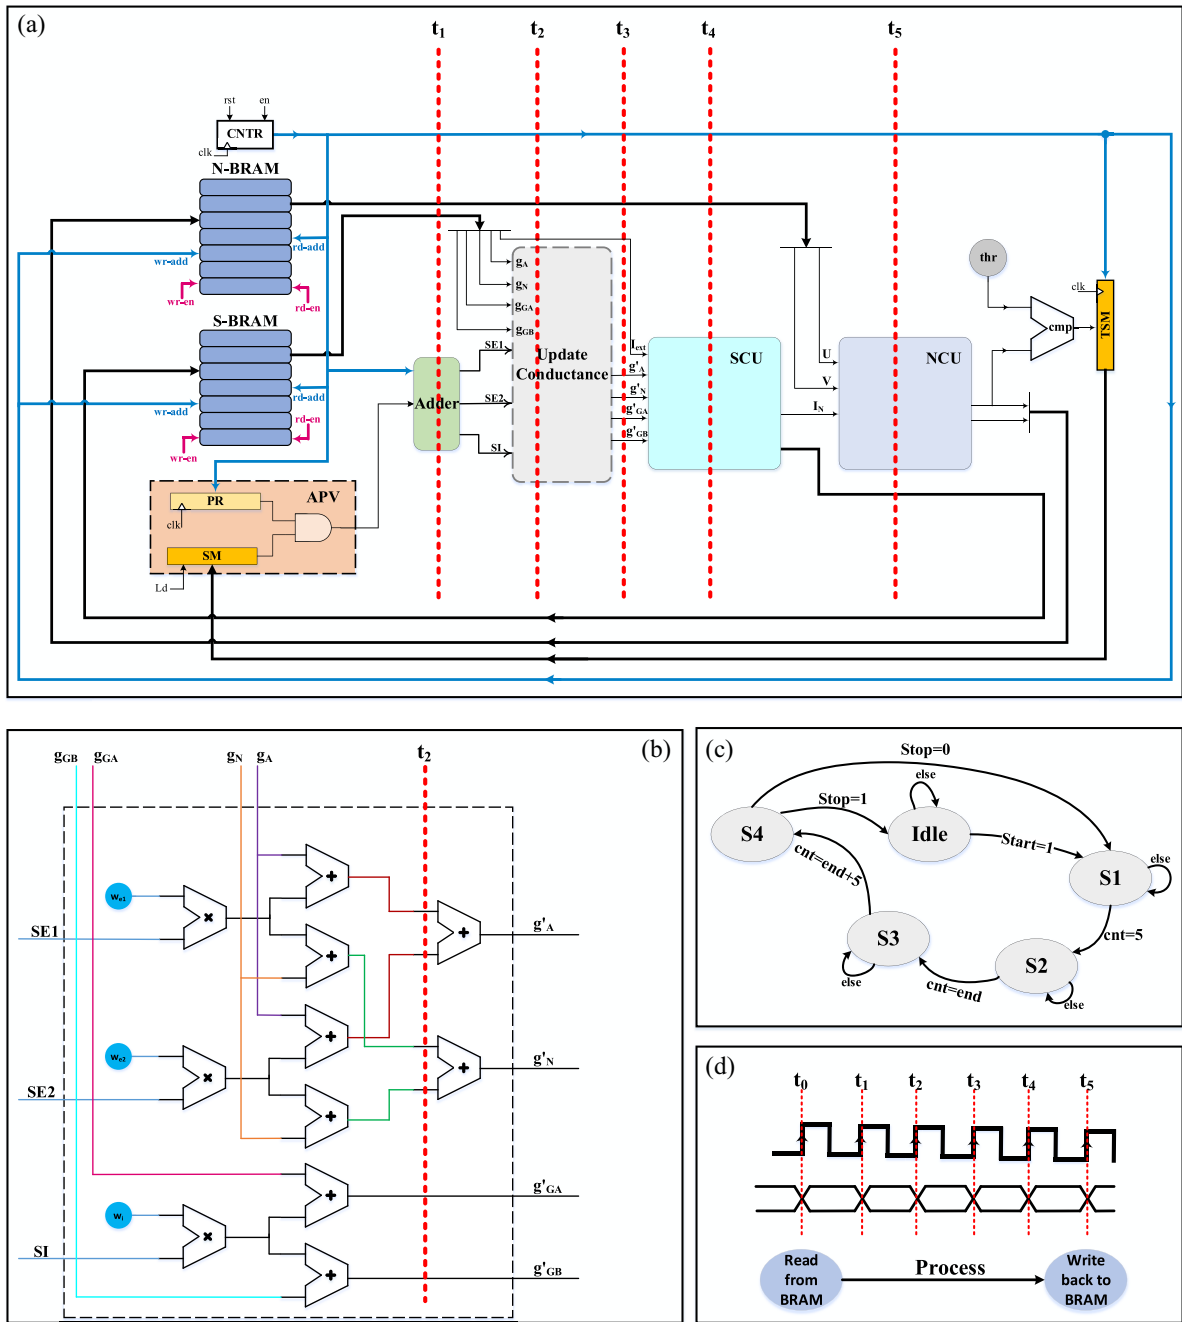 (a)
t1
t2
t3
t4
t5
rst
en
CNTR
clk
N-BRAM
rd-add
wr-add
wr-en
rd-en
S-BRAM
rd-add
wr-add
rd-en
wr-en
APV
PR
clk
SM
Ld
Adder
SE1
SE2
SI
gA
gN
gGA
gGB
Update
Conductance
Iext
g'A
g'N
g'GA
g'GB
SCU
U
V
IN
NCU
thr
cmp
clk
TSM
(b)
gGB
gGA
gN
gA
t2
we1
×
+
+
+
SE1
g'A
we2
×
+
+
+
SE2
g'N
wi
×
+
+
SI
g'GA
g'GB
(c)
Stop=0
else
Stop=1
S4
Idle
Start=1
cnt=end+5
S1
else
cnt=5
S3
else
cnt=end
S2
else
(d)
t0
t1
t2
t3
t4
t5
Read
from
BRAM
Process
Write
back to
BRAM